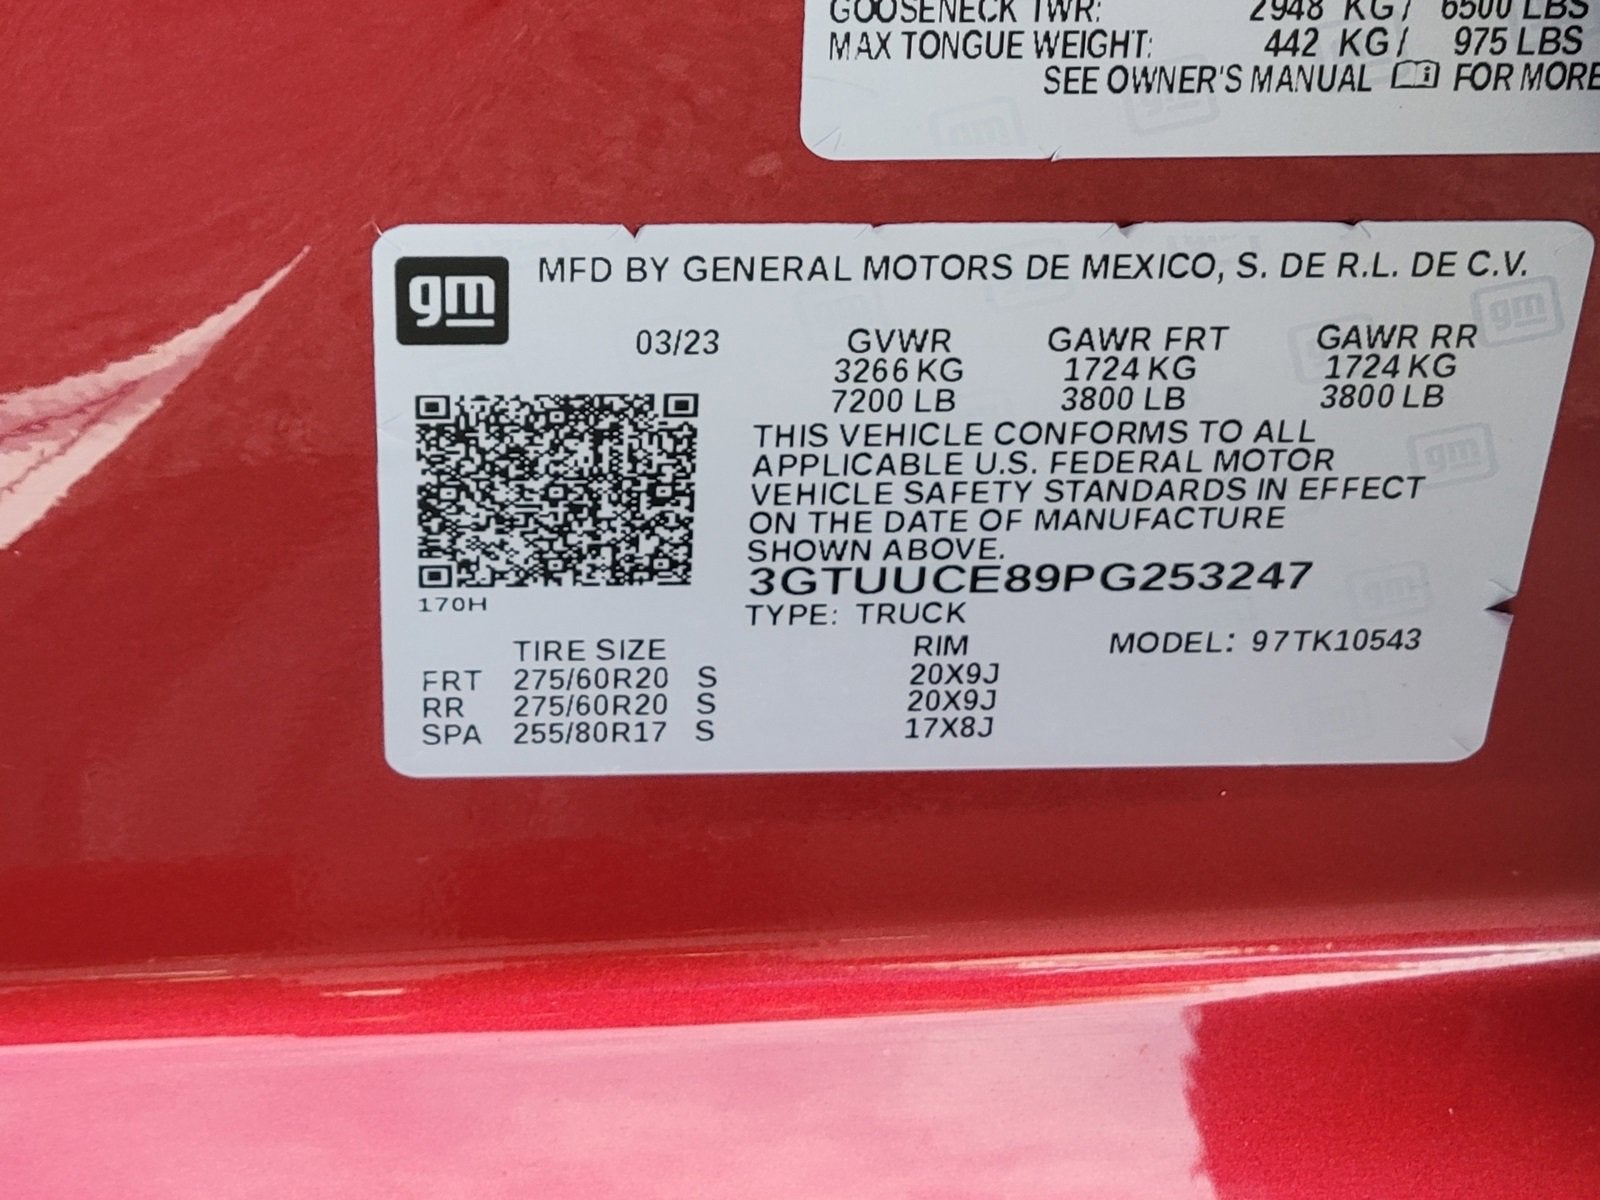 GOOSENECK TWR: 2948 KG/ 6500 LBS
MAX TONGUE WEIGHT: 442 KG/ 975 LBS
SEE OWNER'S MANUAL FOR MORE
gm
MFD BY GENERAL MOTORS DE MEXICO, S. DE R.L. DE C.V.
03/23 GVWR GAWR FRT GAWR RR
3266 KG 1724 KG 1724 KG
7200 LB 3800 LB 3800 LB
THIS VEHICLE CONFORMS TO ALL
APPLICABLE U.S. FEDERAL MOTOR
VEHICLE SAFETY STANDARDS IN EFFECT
ON THE DATE OF MANUFACTURE
SHOWN ABOVE.
3GTUUCE89PG253247
170H
TYPE: TRUCK
TIRE SIZE RIM MODEL: 97TK10543
FRT 275/60R20 S 20X9J
RR 275/60R20 S 20X9J
SPA 255/80R17 S 17X8J